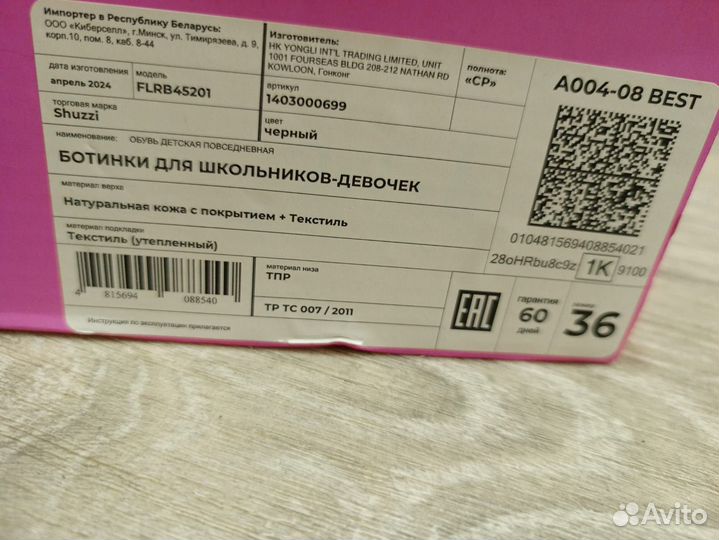 Импортер в Республику Беларусь:
ООО «Киберселл», г.Минск, ул. Тимирязева, д. 9,
корп.10, пом. 8, каб. 8-44
Изготовитель:
HK YONGLI INT'L TRADING LIMITED, UNIT
1001 FOURSEAS BLDG 208-212 NATHAN RD
KOWLOON, Гонконг
полнота:
«СР»
дата изготовления
апрель 2024
модель
FLRB45201
артикул
1403000699
торговая марка
Shuzzi
цвет
черный
наименование: ОБУВЬ ДЕТСКАЯ ПОВСЕДНЕВНАЯ
БОТИНКИ ДЛЯ ШКОЛЬНИКОВ-ДЕВОЧЕК
материал верха
Натуральная кожа с покрытием + Текстиль
материал подкладки
Текстиль (утепленный)
материал низа
ТПР
4 815694 088540
ТР ТС 007 / 2011
Инструкция по эксплуатации прилагается
A004-08 BEST
010481569408854021
28oHRbu8c9z 1K 9100
EAC
гарантия
60
дней
размер
36
Avito